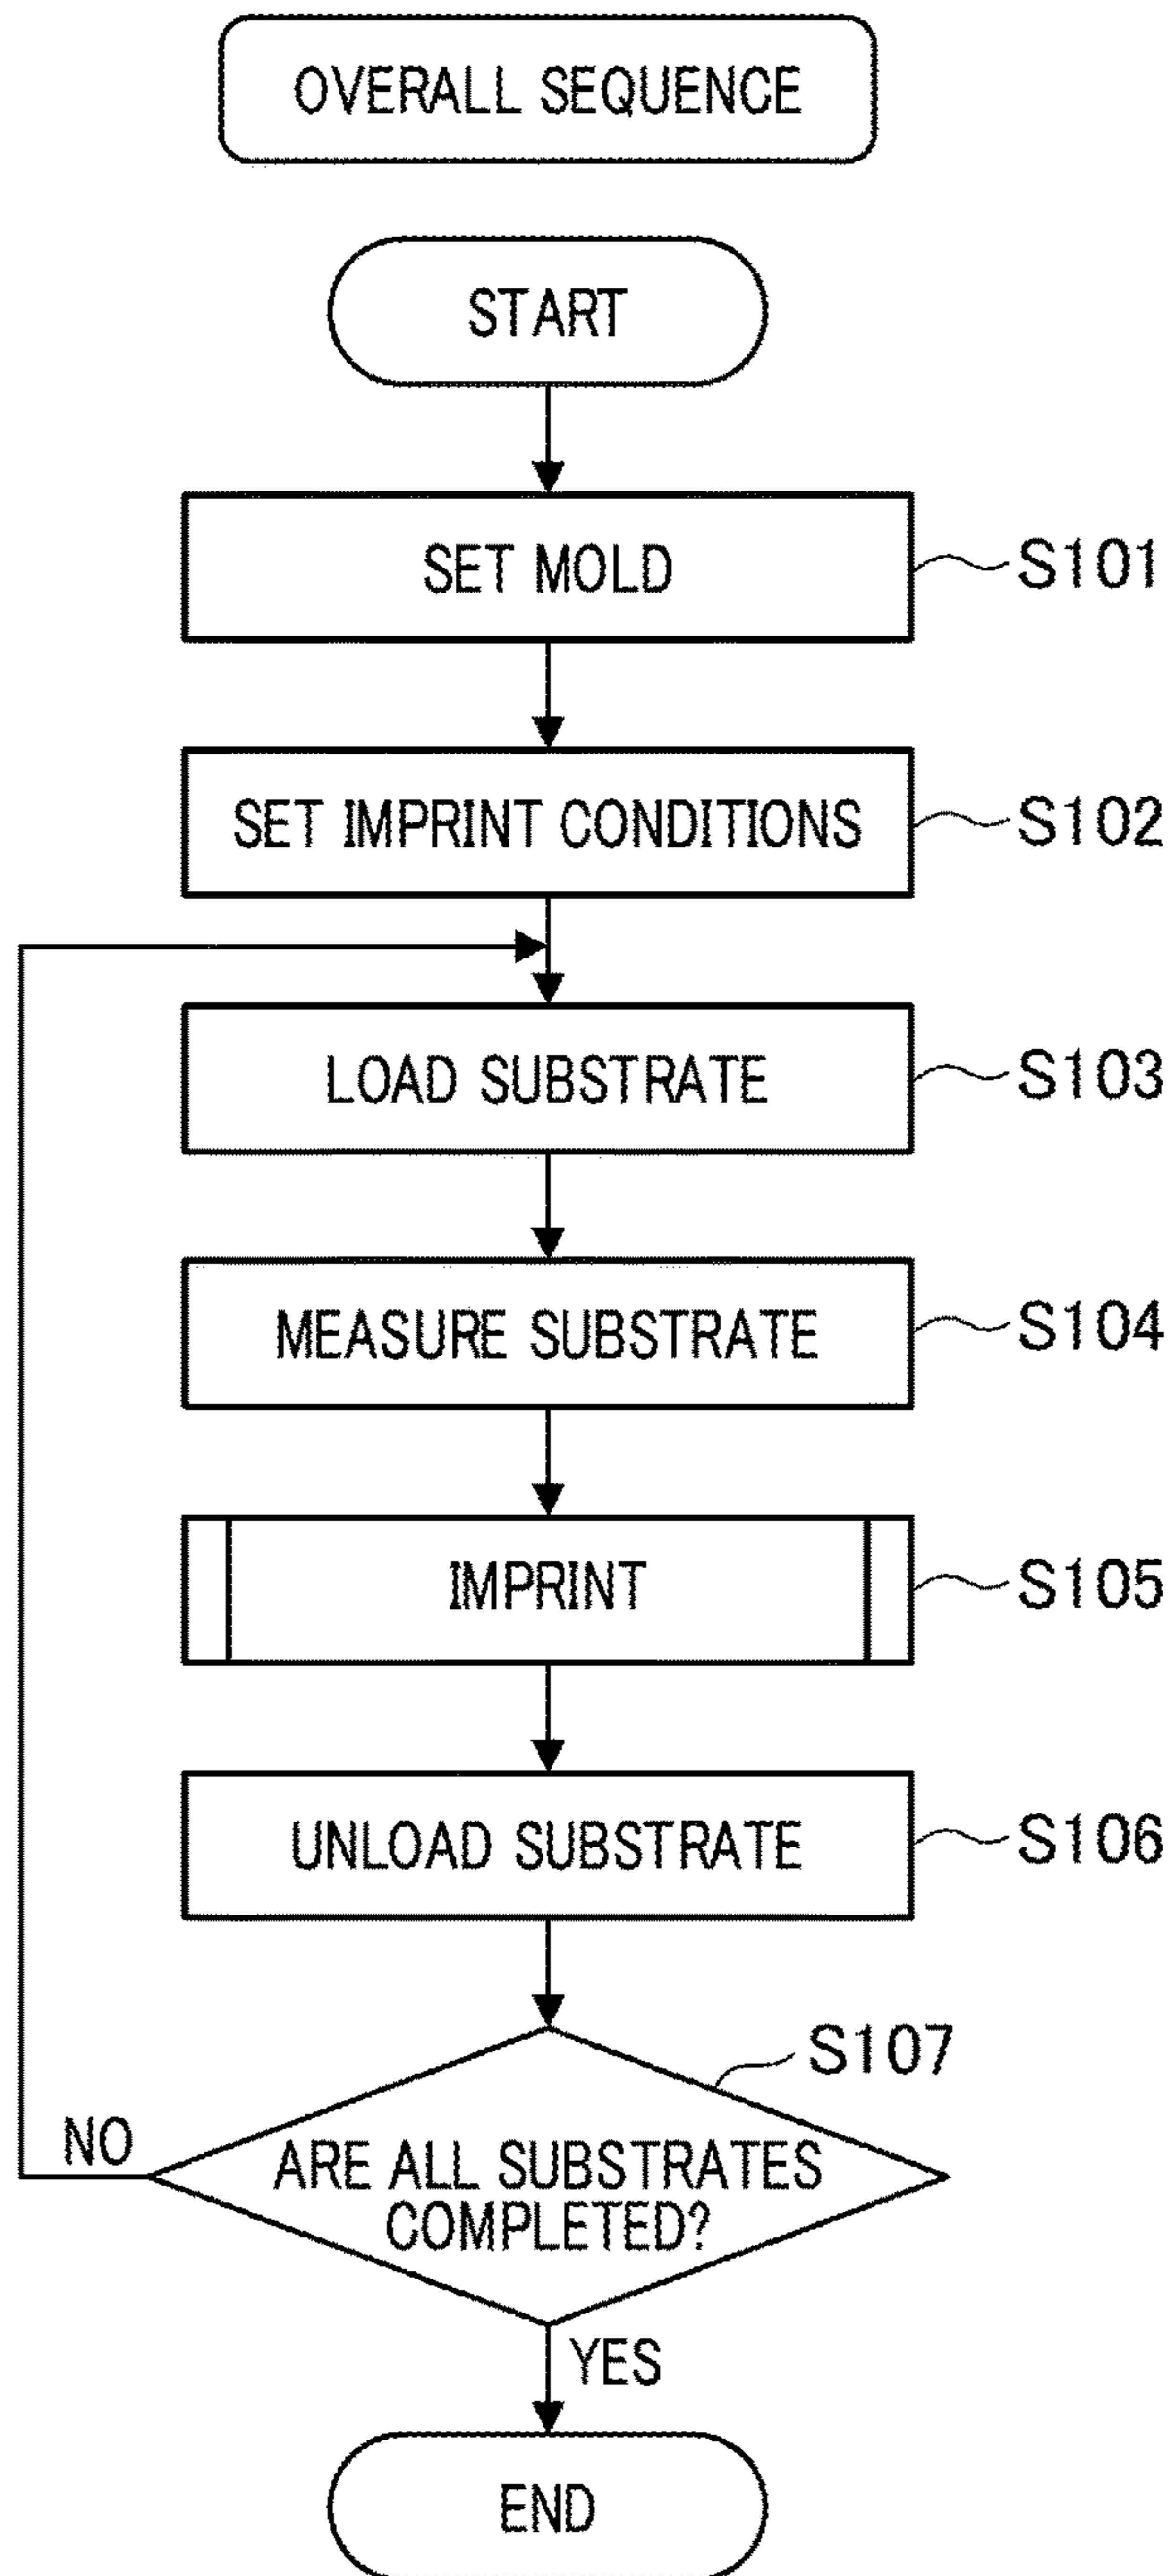 OVERALL SEQUENCE
START
SET MOLD
S101
SET IMPRINT CONDITIONS
S102
LOAD SUBSTRATE
S103
MEASURE SUBSTRATE
S104
IMPRINT
S105
UNLOAD SUBSTRATE
S106
S107
NO
ARE ALL SUBSTRATES
COMPLETED?
YES
END